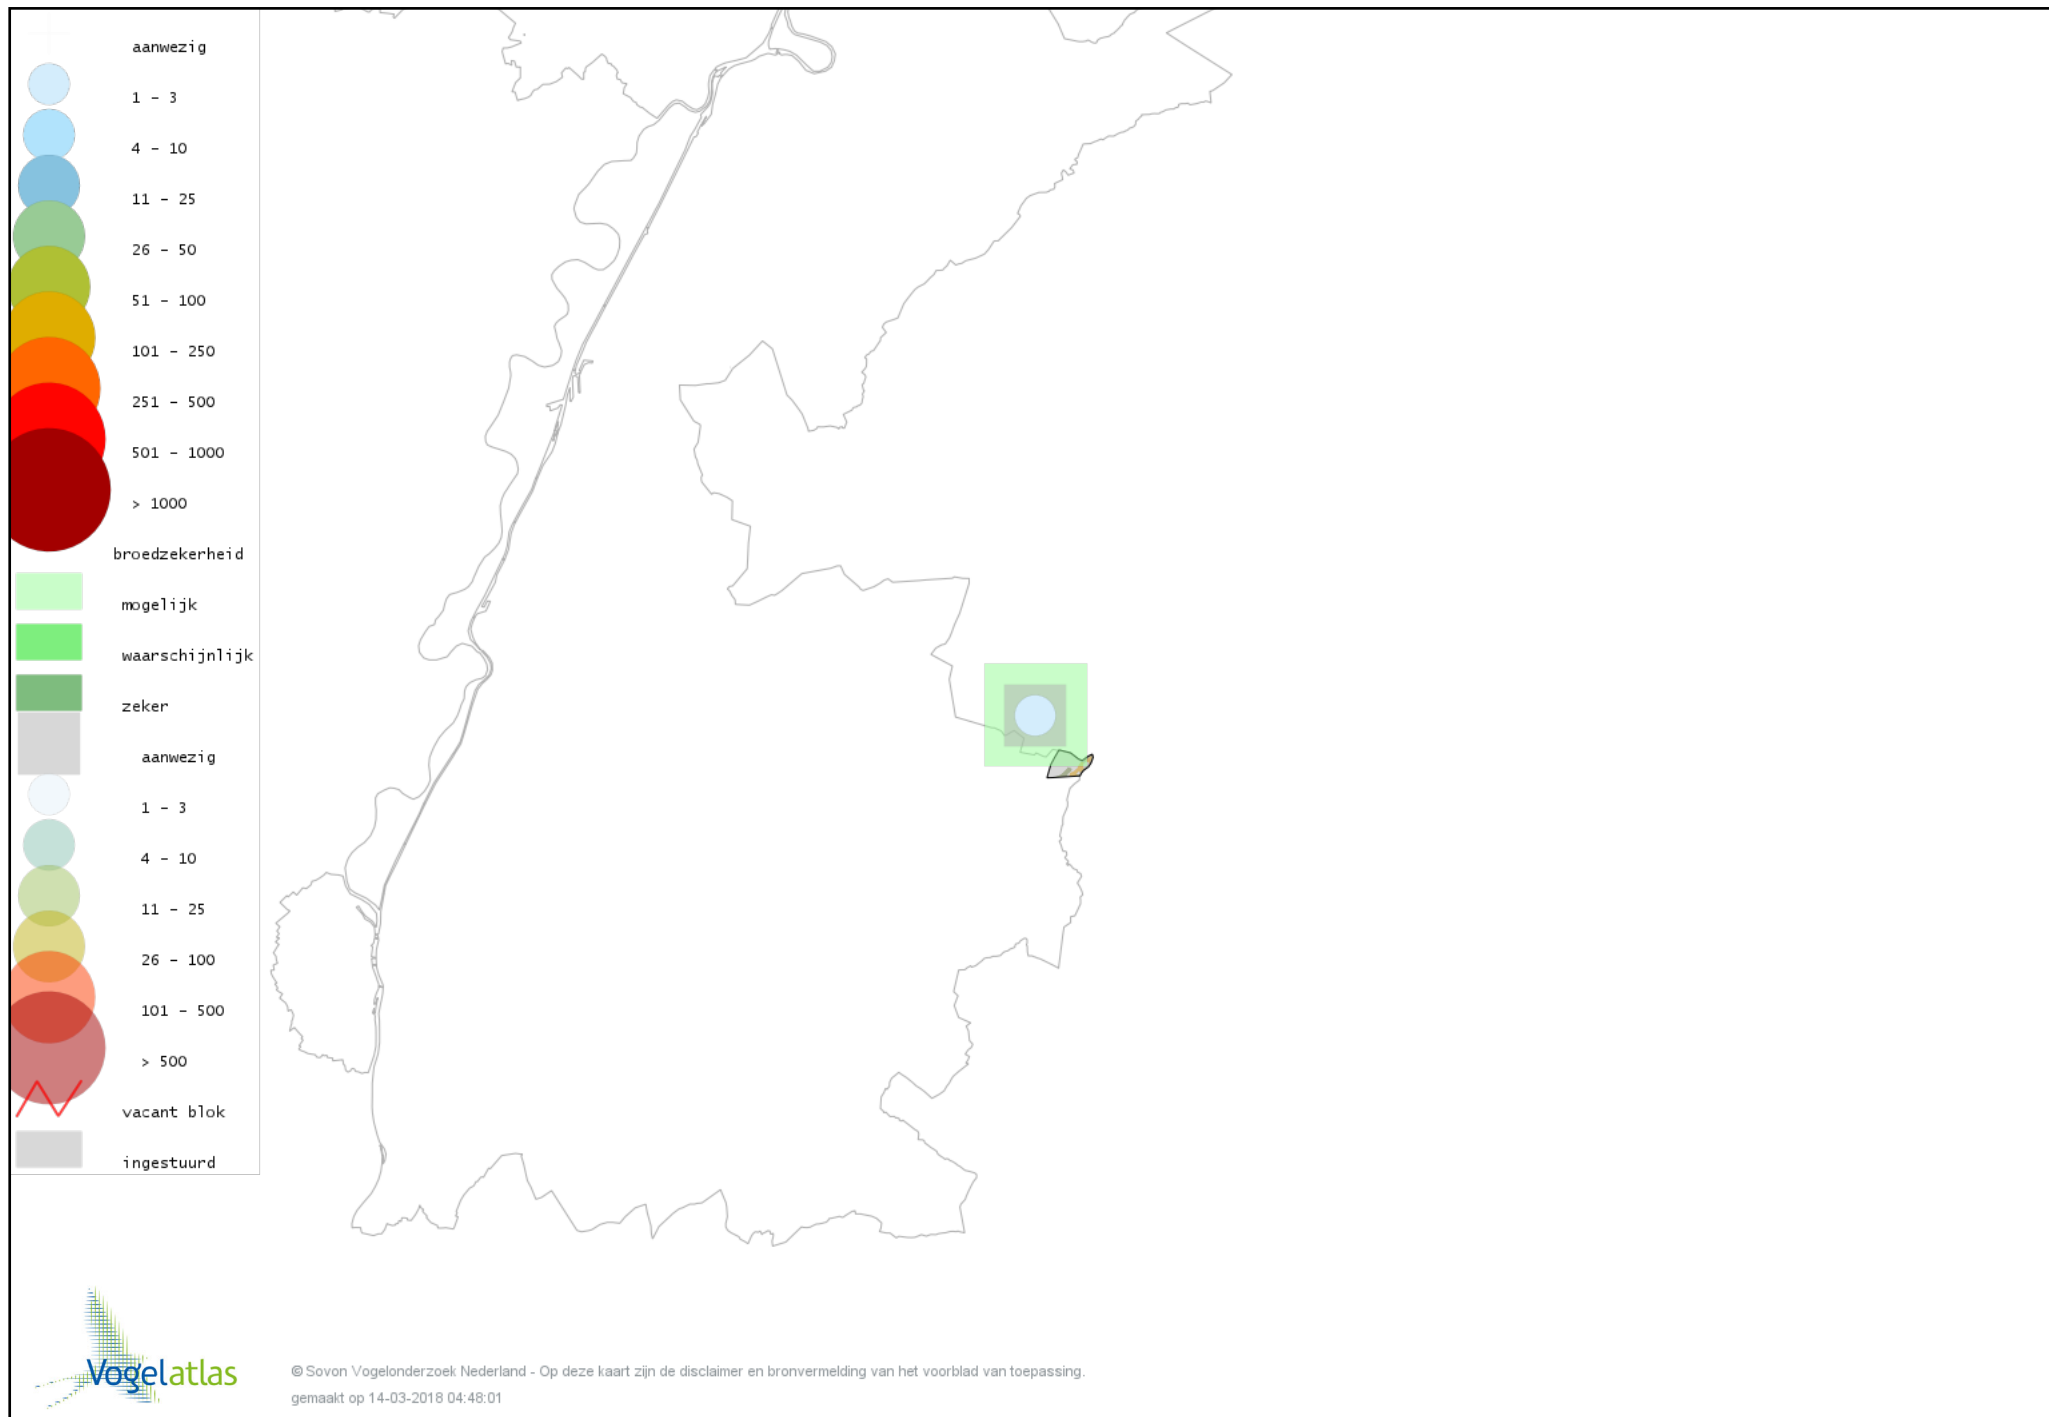 aanwezig
1 - 3
4 - 10
11 - 25
26 - 50
51 - 100
101 - 250
251 - 500
501 - 1000
> 1000
broedzekerheid
mogelijk
waarschijnlijk
zeker
aanwezig
1 - 3
4 - 10
11 - 25
26 - 100
101 - 500
> 500
vacant blok
ingestuurd
Vogelatlas
© Sovon Vogelonderzoek Nederland - Op deze kaart zijn de disclaimer en bronvermelding van het voorblad van toepassing.
gemaakt op 14-03-2018 04:48:01